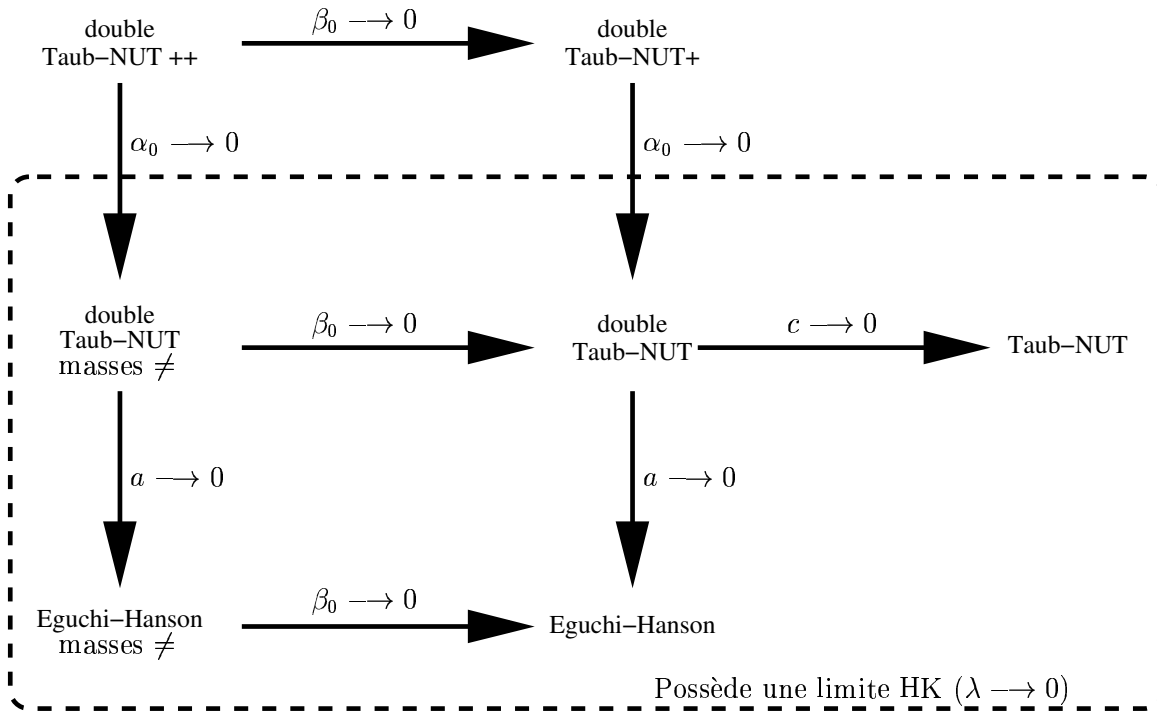 double
Taub–NUT ++
β₀ ⟶ 0
double
Taub–NUT+
α₀ ⟶ 0
α₀ ⟶ 0
double
Taub–NUT
masses ≠
β₀ ⟶ 0
double
Taub–NUT
c ⟶ 0
Taub–NUT
a ⟶ 0
a ⟶ 0
Eguchi–Hanson
masses ≠
β₀ ⟶ 0
Eguchi–Hanson
Possède une limite HK (λ ⟶ 0)